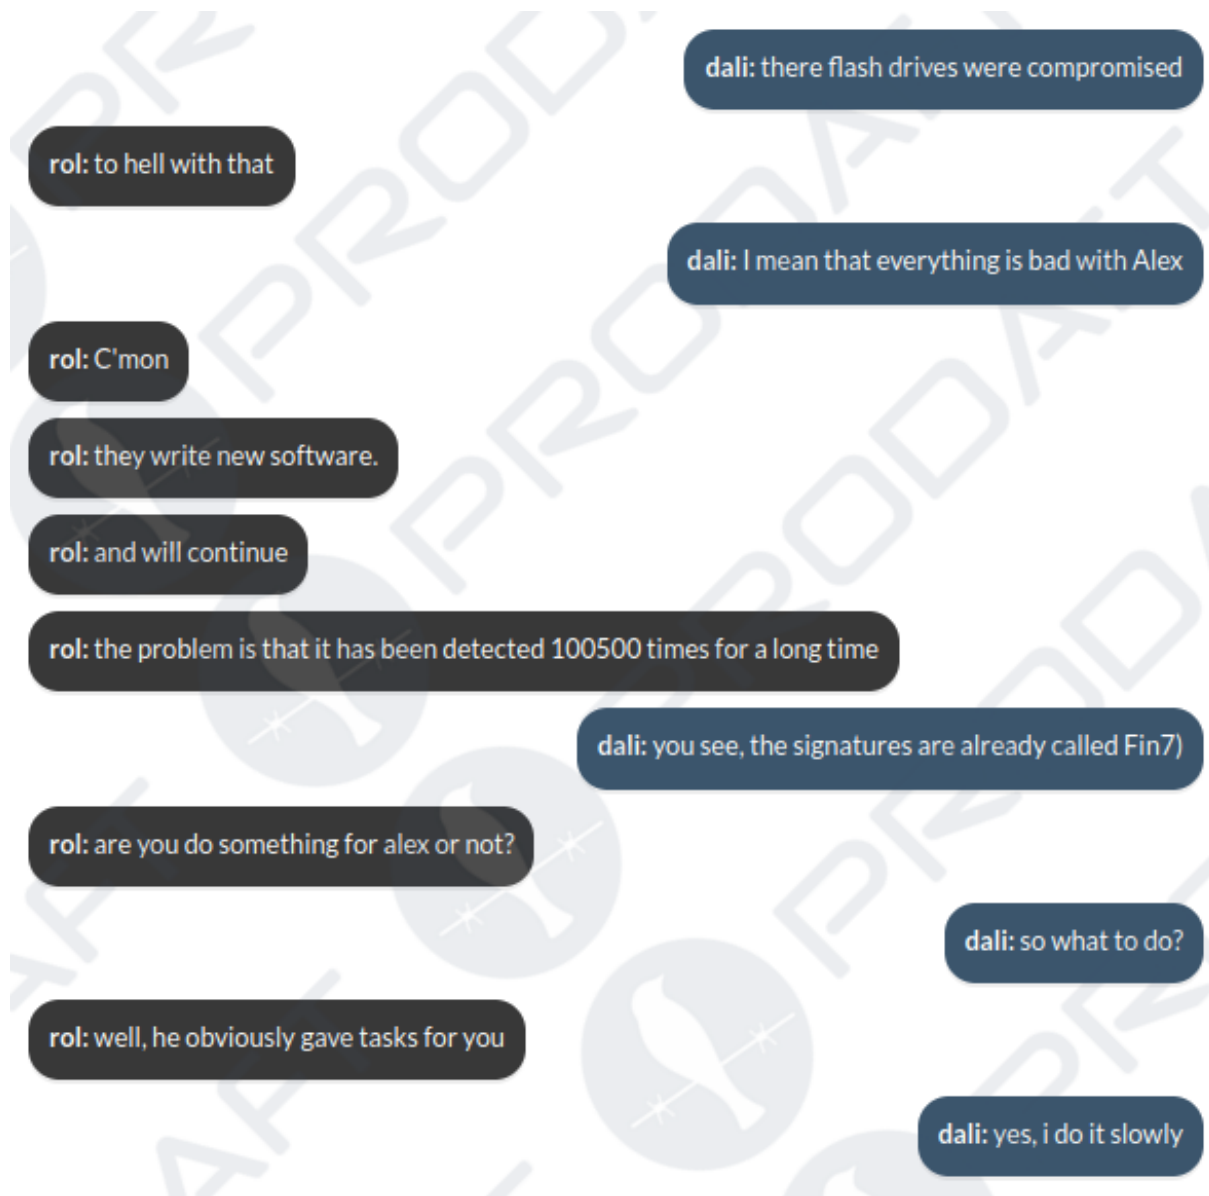 dali: there flash drives were compromised
rol: to hell with that
dali: I mean that everything is bad with Alex
rol: C'mon
rol: they write new software.
rol: and will continue
rol: the problem is that it has been detected 100500 times for a long time
dali: you see, the signatures are already called Fin7)
rol: are you do something for alex or not?
dali: so what to do?
rol: well, he obviously gave tasks for you
dali: yes, i do it slowly
PRODAFT